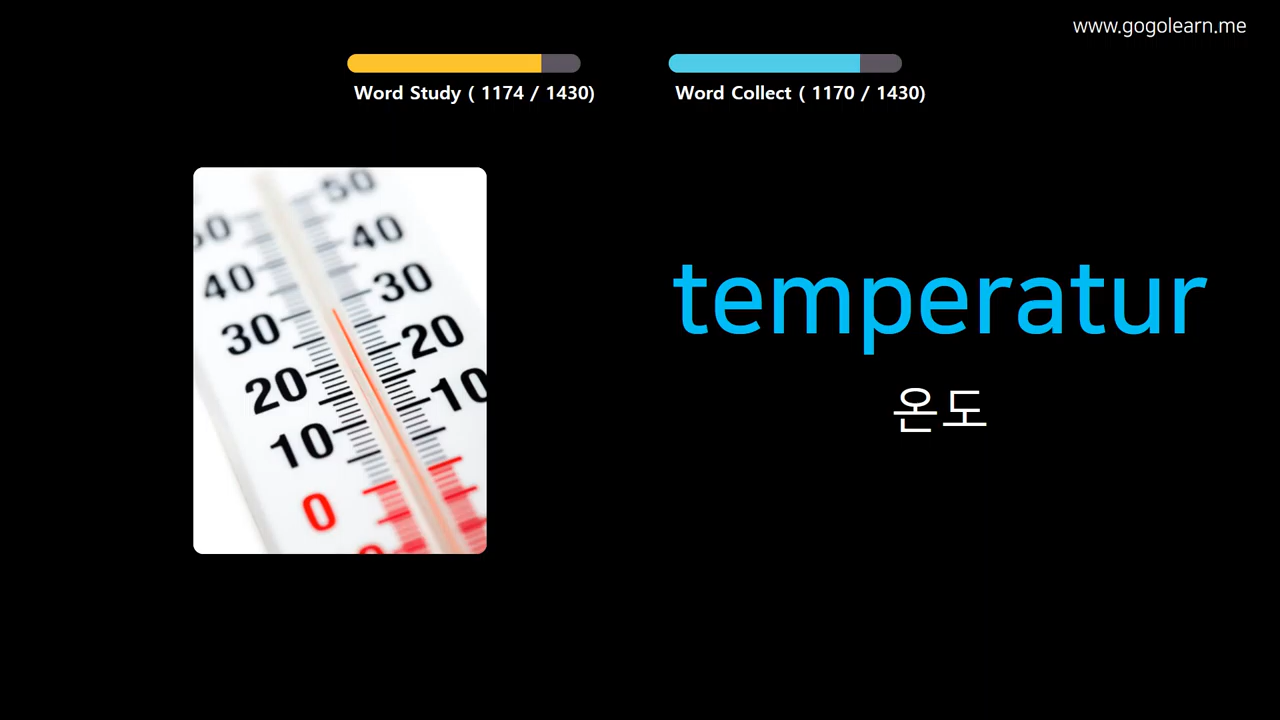 www.gogolearn.me
Word Study ( 1174 / 1430)
Word Collect ( 1170 / 1430)
50
50
40
40
30
30
20
20
10
10
0
temperatur
온도